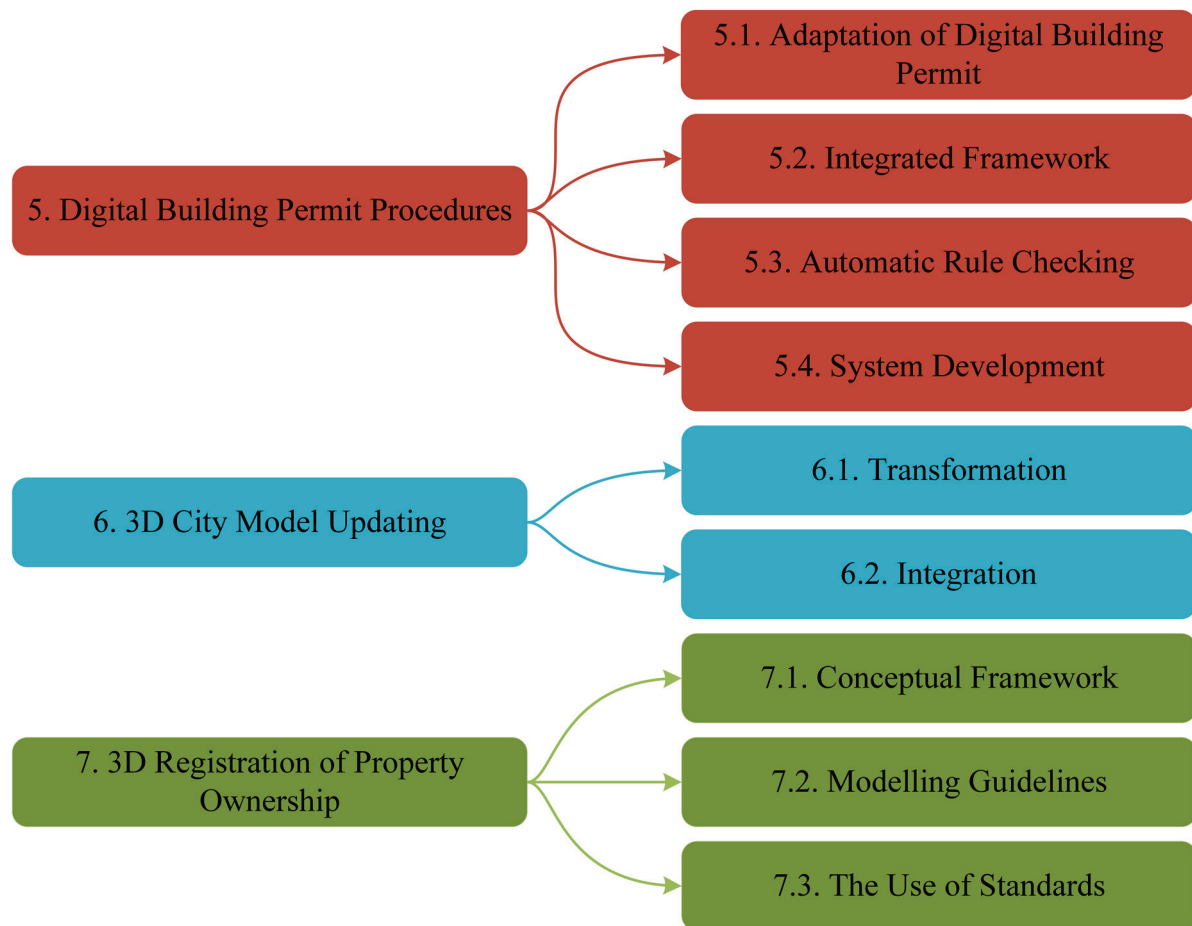 5. Digital Building Permit Procedures
5.1. Adaptation of Digital Building
Permit
5.2. Integrated Framework
5.3. Automatic Rule Checking
5.4. System Development
6. 3D City Model Updating
6.1. Transformation
6.2. Integration
7. 3D Registration of Property
Ownership
7.1. Conceptual Framework
7.2. Modelling Guidelines
7.3. The Use of Standards